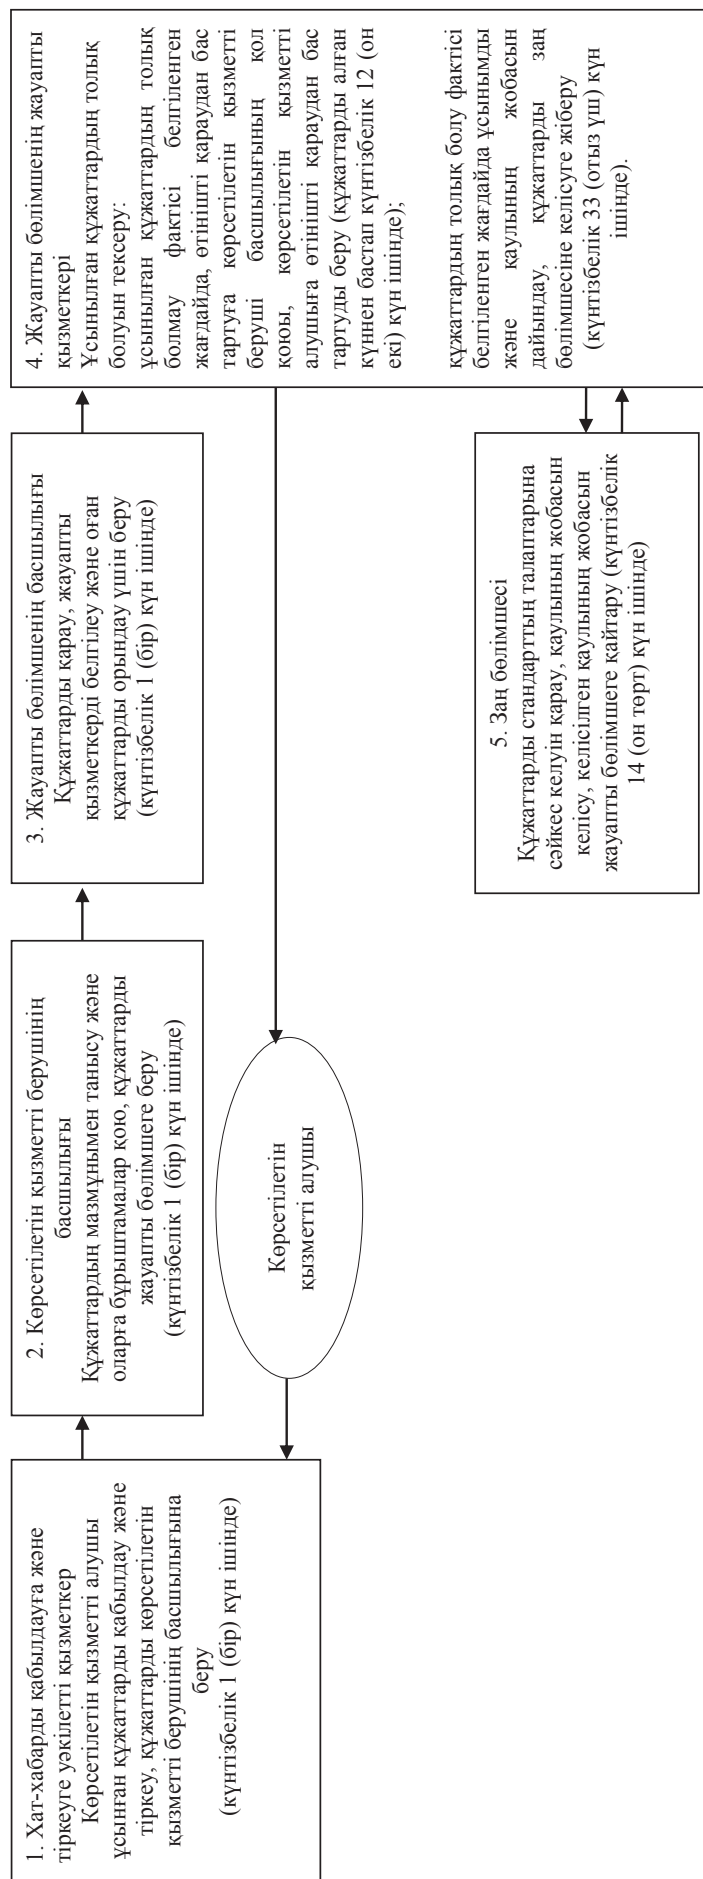 1. Хат-хабарды қабылдауға және
тіркеуге уәкілетті қызметкер
Көрсетілетін қызметті алушы
ұсынған құжаттарды қабылдау және
тіркеу, құжаттарды көрсетілетін
қызметті берушінің басшылығына
беру
(күнтізбелік 1 (бір) күн ішінде)
2. Көрсетілетін қызметті берушінің
басшылығы
Құжаттардың мазмұнымен танысу және
оларға бұрыштамалар қою, құжаттарды
жауапты бөлімшеге беру
(күнтізбелік 1 (бір) күн ішінде)
3. Жауапты бөлімшенің басшылығы
Құжаттарды қарау, жауапты
қызметкерді белгілеу және оған
құжаттарды орындау үшін беру
(күнтізбелік 1 (бір) күн ішінде)
4. Жауапты бөлімшенің жауапты
қызметкері
Ұсынылған құжаттардың толық
болуын тексеру:
ұсынылған құжаттардың толық
болмау фактісі белгіленген
жағдайда, өтінішті қараудан бас
тартуға көрсетілетін қызметті
беруші басшылығының қол
қоюы, көрсетілетін қызметті
алушыға өтінішті қараудан бас
тартуды беру (құжаттарды алған
күннен бастап күнтізбелік 12 (он
екі) күн ішінде);
құжаттардың толық болу фактісі
белгіленген жағдайда ұсынымды
және қаулының жобасын
дайындау, құжаттарды заң
бөлімшесіне келісуге жіберу
(күнтізбелік 33 (отыз үш) күн
ішінде).
Көрсетілетін
қызметті алушы
5. Заң бөлімшесі
Құжаттарды стандарттың талаптарына
сәйкес келуін қарау, қаулының жобасын
келісу, келісілген қаулының жобасын
жауапты бөлімшеге қайтару (күнтізбелік
14 (он төрт) күн ішінде)